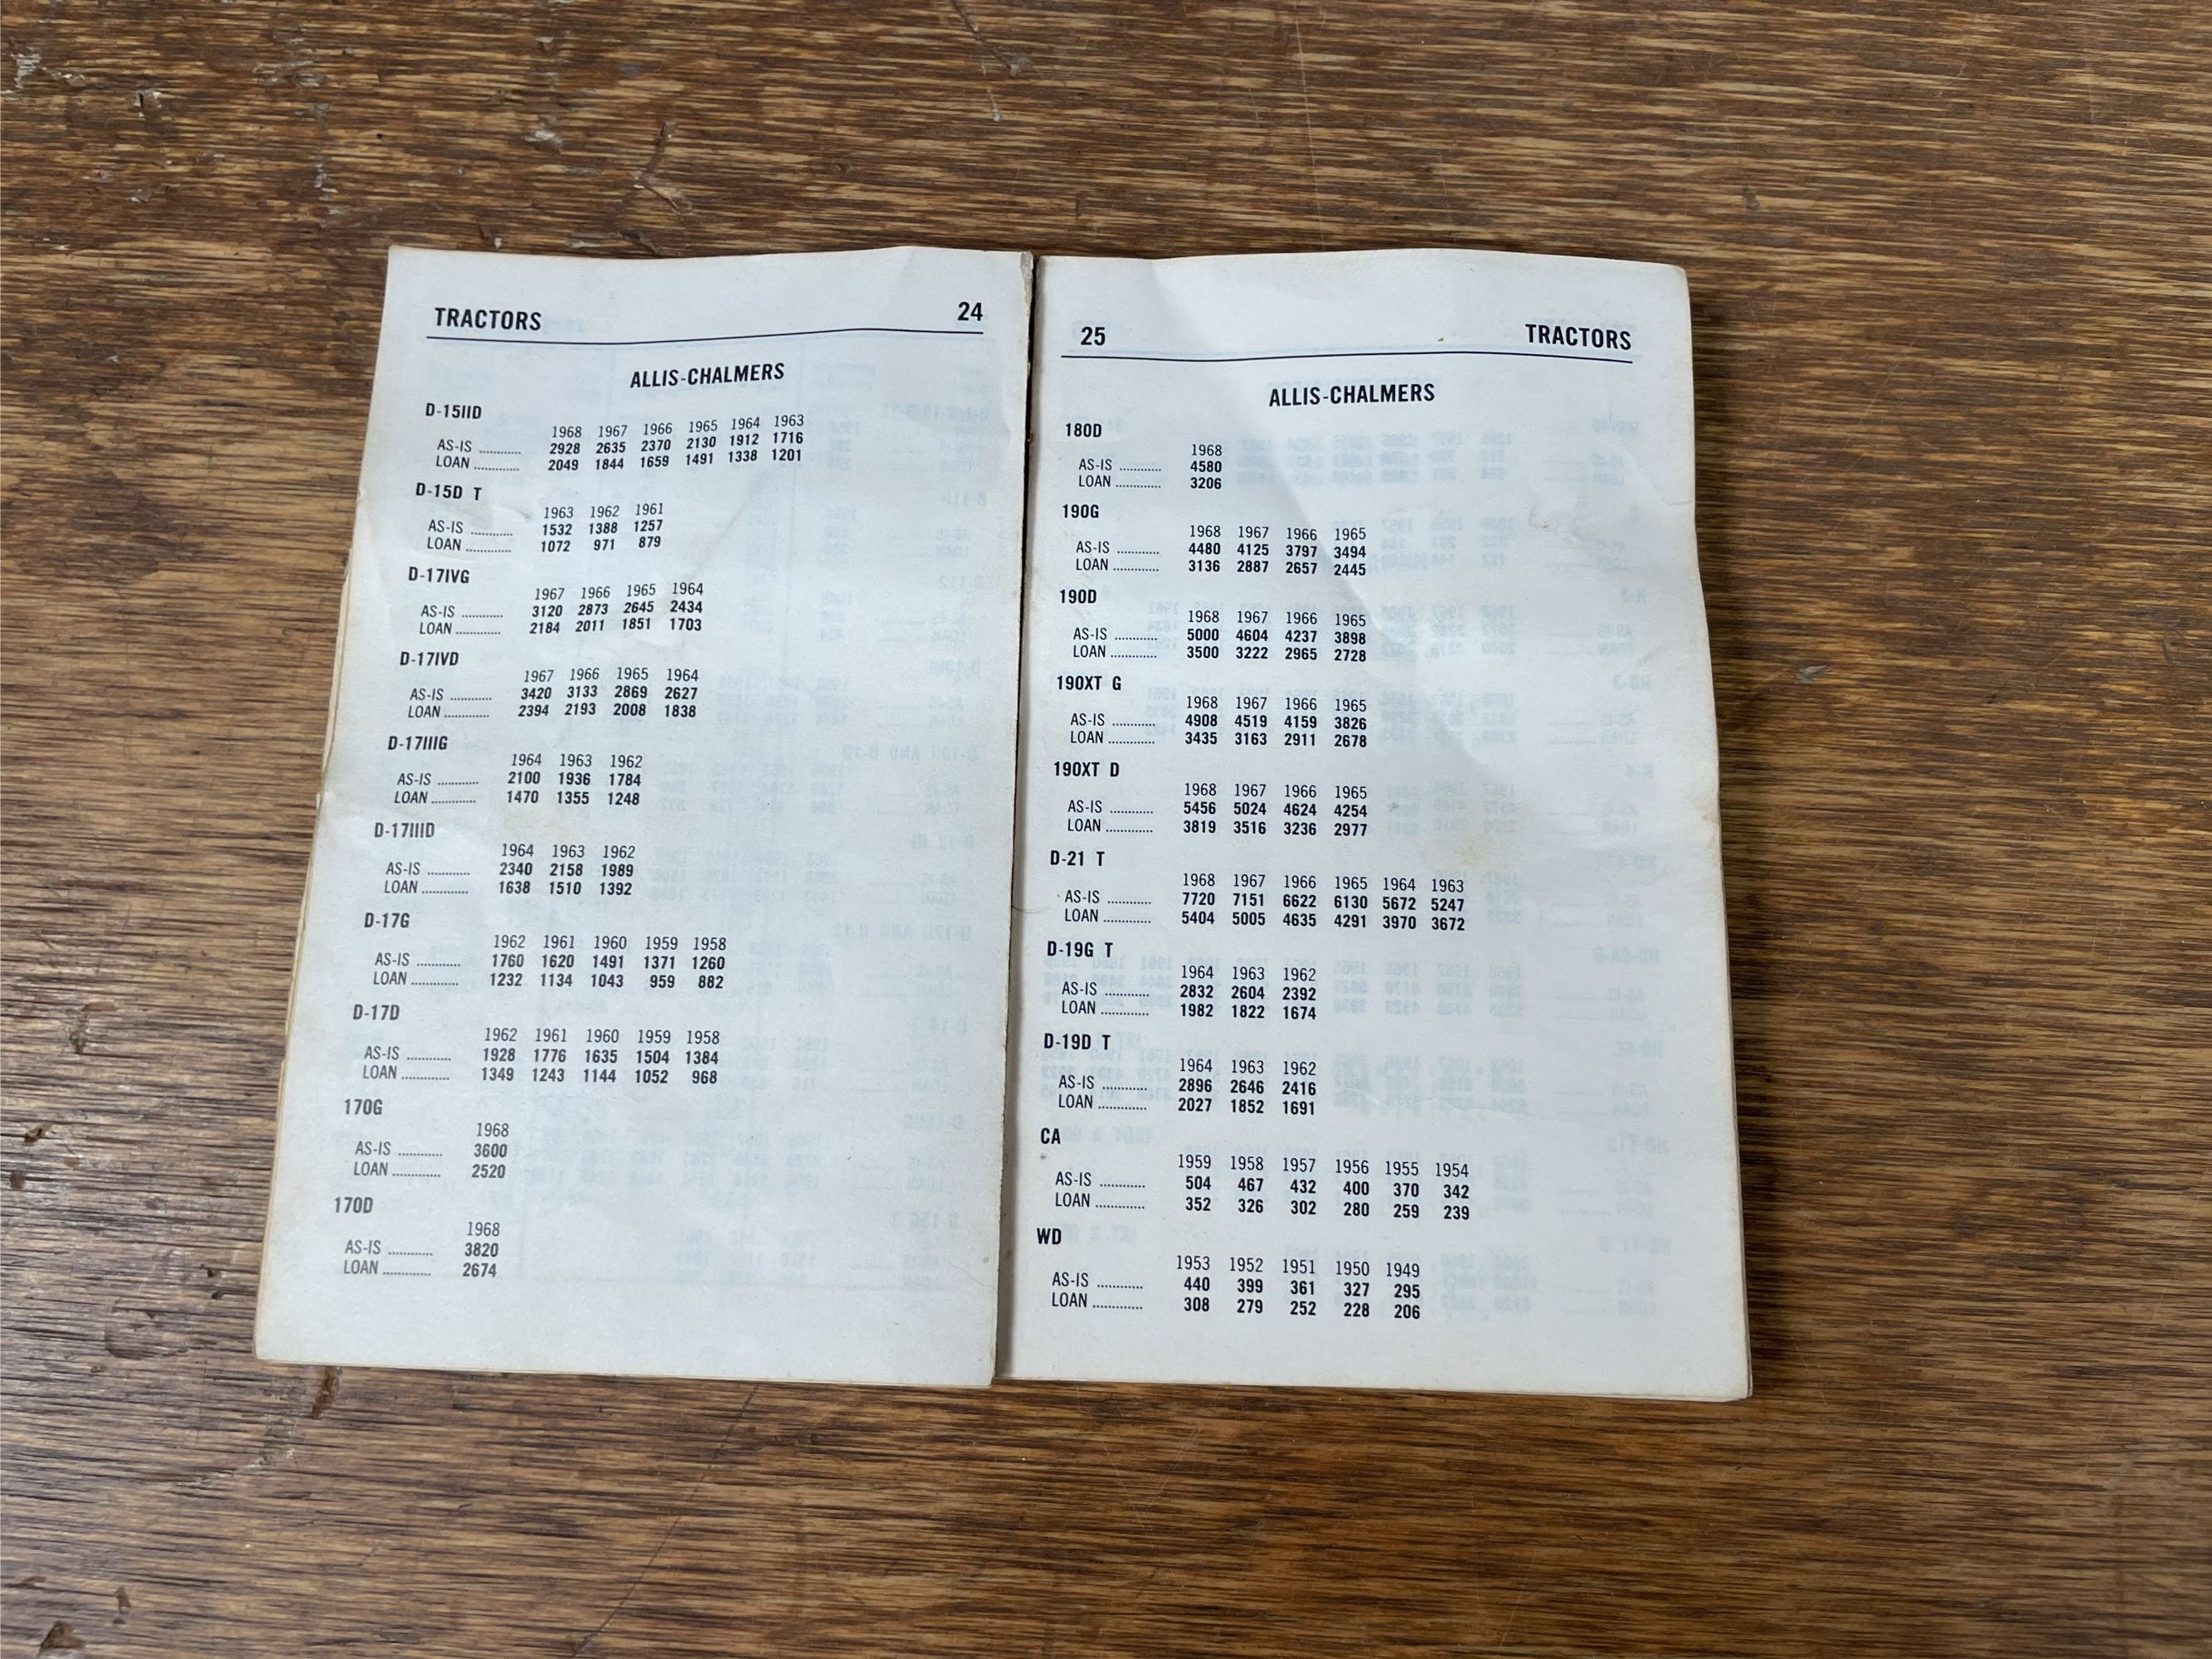 TRACTORS 24
ALLIS-CHALMERS
D-15IID
1968 1967 1966 1965 1964 1963
AS-IS ............ 2928 2635 2370 2130 1912 1716
LOAN ............ 2049 1844 1659 1491 1338 1201
D-15D T
1963 1962 1961
AS-IS ............ 1532 1388 1257
LOAN ............ 1072 971 879
D-17IVG
1967 1966 1965 1964
AS-IS ............ 3120 2873 2645 2434
LOAN ............ 2184 2011 1851 1703
D-17IVD
1967 1966 1965 1964
AS-IS ............ 3420 3133 2869 2627
LOAN ............ 2394 2193 2008 1838
D-17IIIG
1964 1963 1962
AS-IS ............ 2100 1936 1784
LOAN ............ 1470 1355 1248
D-17IIID
1964 1963 1962
AS-IS ............ 2340 2158 1989
LOAN ............ 1638 1510 1392
D-17G
1962 1961 1960 1959 1958
AS-IS ............ 1760 1620 1491 1371 1260
LOAN ............ 1232 1134 1043 959 882
D-17D
1962 1961 1960 1959 1958
AS-IS ............ 1928 1776 1635 1504 1384
LOAN ............ 1349 1243 1144 1052 968
170G
1968
AS-IS ............ 3600
LOAN ............ 2520
170D
1968
AS-IS ............ 3820
LOAN ............ 2674
25 TRACTORS
ALLIS-CHALMERS
180D
1968
AS-IS ............ 4580
LOAN ............ 3206
190G
1968 1967 1966 1965
AS-IS ............ 4480 4125 3797 3494
LOAN ............ 3136 2887 2657 2445
190D
1968 1967 1966 1965
AS-IS ............ 5000 4604 4237 3898
LOAN ............ 3500 3222 2965 2728
190XT G
1968 1967 1966 1965
AS-IS ............ 4908 4519 4159 3826
LOAN ............ 3435 3163 2911 2678
190XT D
1968 1967 1966 1965
AS-IS ............ 5456 5024 4624 4254
LOAN ............ 3819 3516 3236 2977
D-21 T
1968 1967 1966 1965 1964 1963
AS-IS ............ 7720 7151 6622 6130 5672 5247
LOAN ............ 5404 5005 4635 4291 3970 3672
D-19G T
1964 1963 1962
AS-IS ............ 2832 2604 2392
LOAN ............ 1982 1822 1674
D-19D T
1964 1963 1962
AS-IS ............ 2896 2646 2416
LOAN ............ 2027 1852 1691
CA
1959 1958 1957 1956 1955 1954
AS-IS ............ 504 467 432 400 370 342
LOAN ............ 352 326 302 280 259 239
WD
1953 1952 1951 1950 1949
AS-IS ............ 440 399 361 327 295
LOAN ............ 308 279 252 228 206